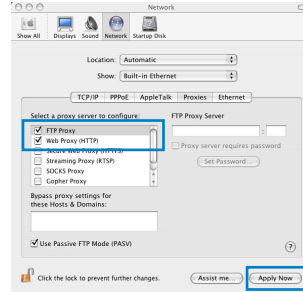 Network
Show All Displays Sound Network Startup Disk
Location: Automatic
Show: Built-in Ethernet
TCP/IP PPPoE AppleTalk Proxies Ethernet
Select a proxy server to configure:
FTP Proxy Server
FTP Proxy
Web Proxy (HTTP)
:
Secure Web Proxy (HTTPS)
Proxy server requires password
Streaming Proxy (RTSP)
Set Password...
SOCKS Proxy
Gopher Proxy
Bypass proxy settings for
these Hosts & Domains:
Use Passive FTP Mode (PASV)
?
Click the lock to prevent further changes.
Assist me...
Apply Now